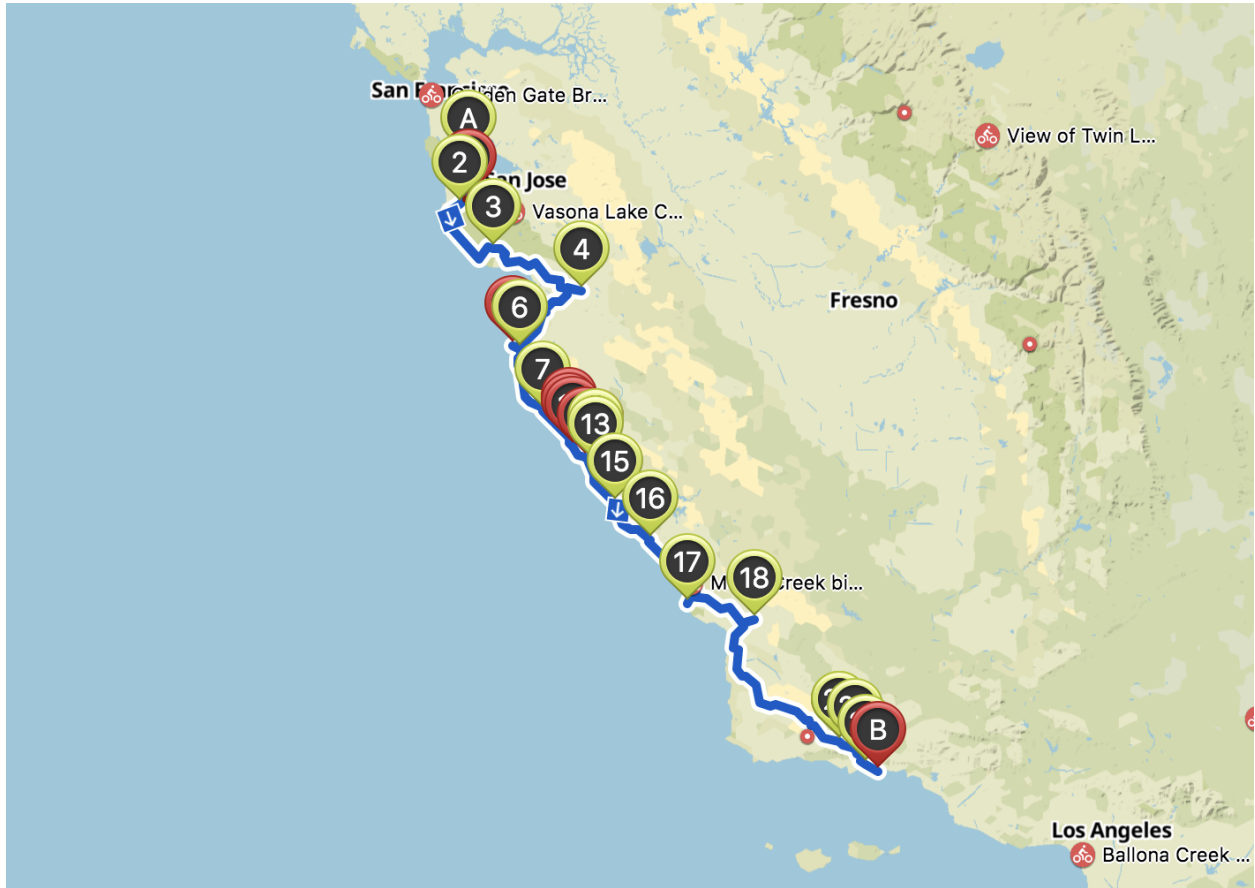 San Fr
den Gate Br...
A
2
San Jose
3
Vasona Lake C...
View of Twin L...
4
6
Fresno
7
13
15
16
17
M
Creek bi...
18
B
Los Angeles
Ballona Creek ...